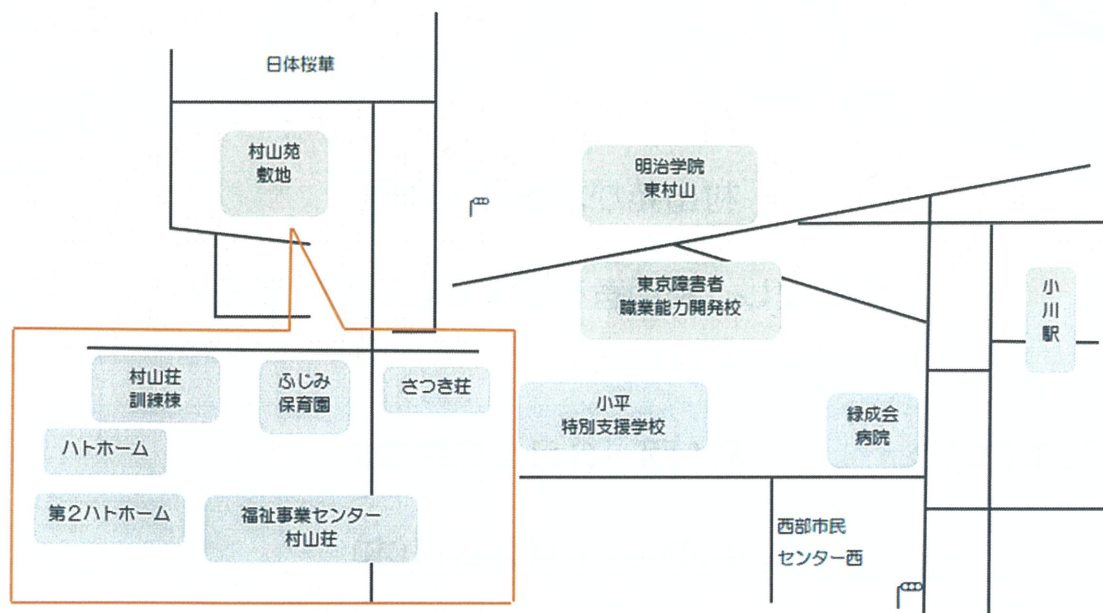 日体桜華
村山苑
敷地
明治学院
東村山
東京障害者
職業能力開発校
小
川
駅
村山荘
訓練棟
ふじみ
保育園
さつき荘
小平
特別支援学校
緑成会
病院
ハトホーム
第2ハトホーム
福祉事業センター
村山荘
西部市民
センター西